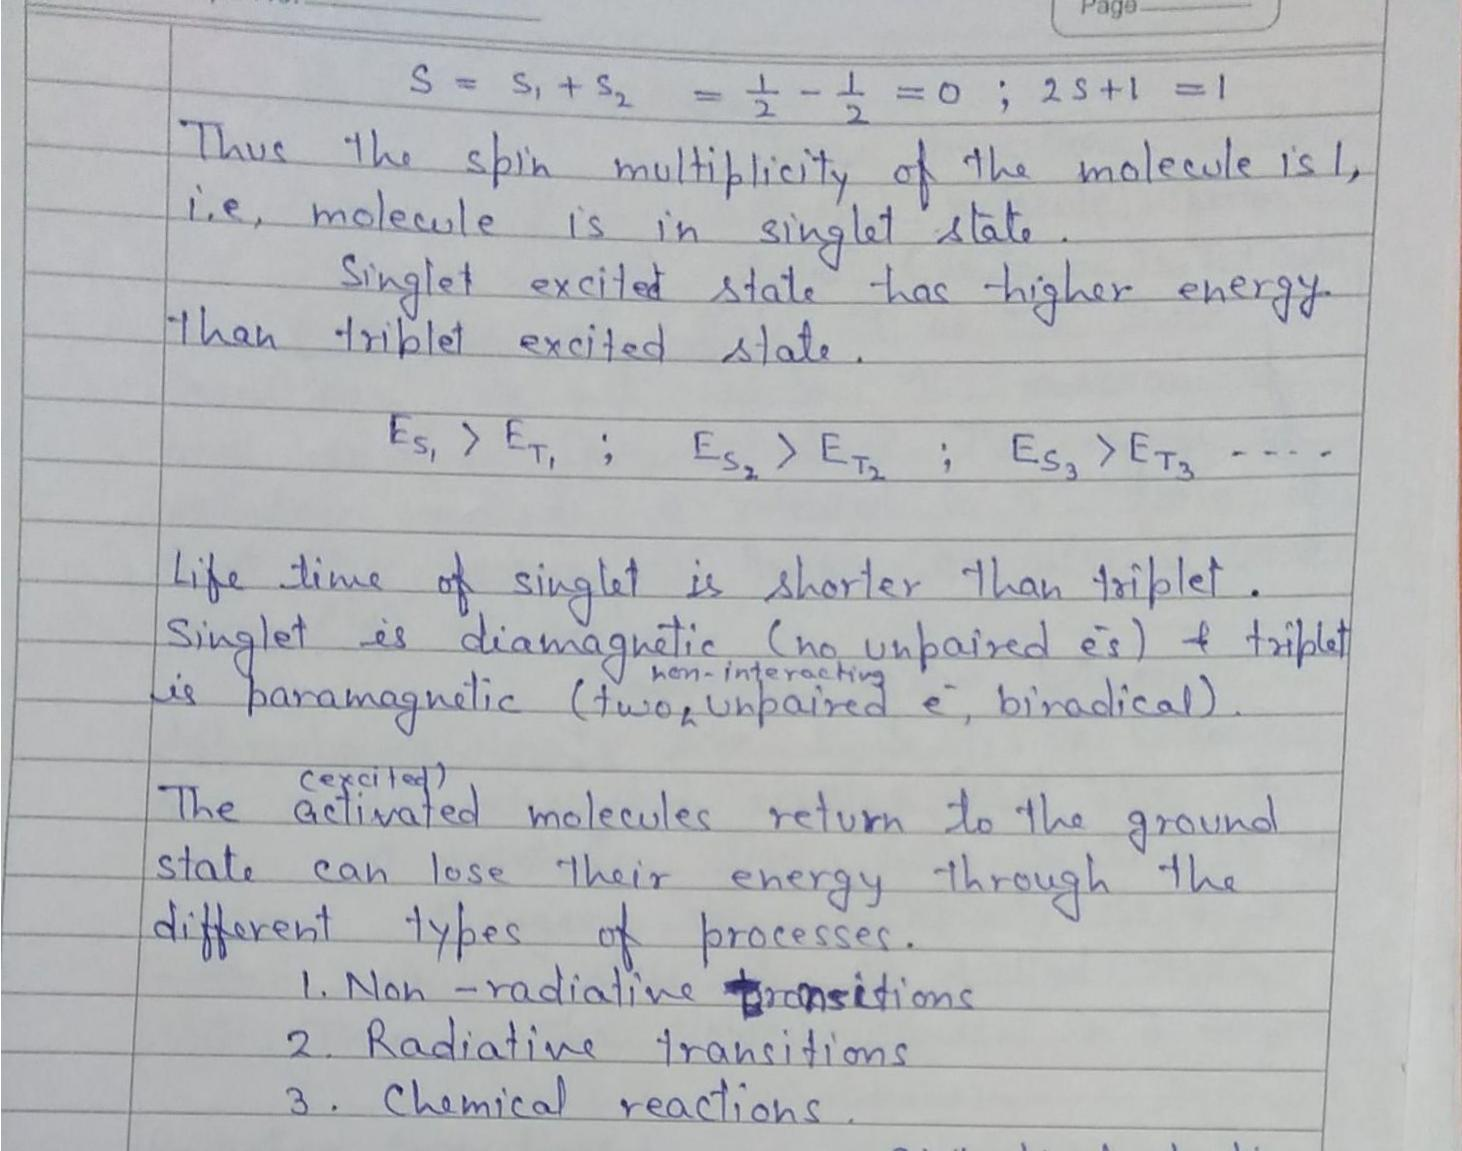 Page
S = S₁ + S₂ = 1/2 - 1/2 = 0 ; 2S+1 = 1
Thus the spin multiplicity of the molecule is 1,
i.e, molecule is in singlet state.
Singlet excited state has higher energy
than triplet excited state.
E_S₁ > E_T₁ ; E_S₂ > E_T₂ ; E_S₃ > E_T₃ ----
Life time of singlet is shorter than triplet.
Singlet is diamagnetic (no unpaired e⁻s) & triplet
non-interacting
is paramagnetic (two, unpaired e⁻, biradical).
(excited)
The activated molecules return to the ground
state can lose their energy through the
different types of processes.
1. Non-radiative transitions
2. Radiative transitions
3. Chemical reactions.